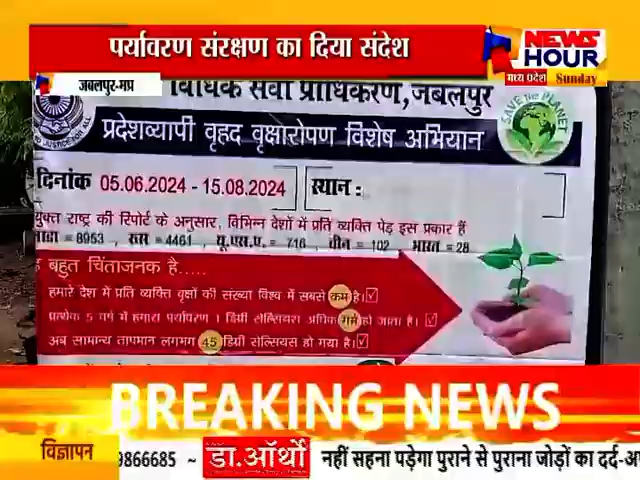 पर्यावरण संरक्षण का दिया संदेश
NEWS HOUR
मध्य प्रदेश Sunday
जबलपुर-मप्र
विधिक सेवा प्राधिकरण, जबलपुर
प्रदेशव्यापी वृहद वृक्षारोपण विशेष अभियान
SAVE THE PLANET
दिनांक 05.06.2024 - 15.08.2024 स्थान :
युक्त राष्ट्र की रिपोर्ट के अनुसार, विभिन्न देशों में प्रति व्यक्ति पेड़ इस प्रकार हैं
= 8953 , रूस = 4461 , यू.एस.ए. = 716 , चीन = 102 , भारत = 28
बहुत चिंताजनक है.....
हमारे देश में प्रति व्यक्ति वृक्षों की संख्या विश्व में सबसे कम है।
प्रत्येक 5 वर्ष में हमारा पर्यावरण 1 डिग्री सेल्सियस अधिक गर्म हो जाता है।
अब सामान्य तापमान लगभग 45 डिग्री सेल्सियस हो गया है।
BREAKING NEWS
विज्ञापन
9866685 ~ डा.ऑर्थो नहीं सहना पड़ेगा पुराने से पुराना जोड़ों का दर्द-